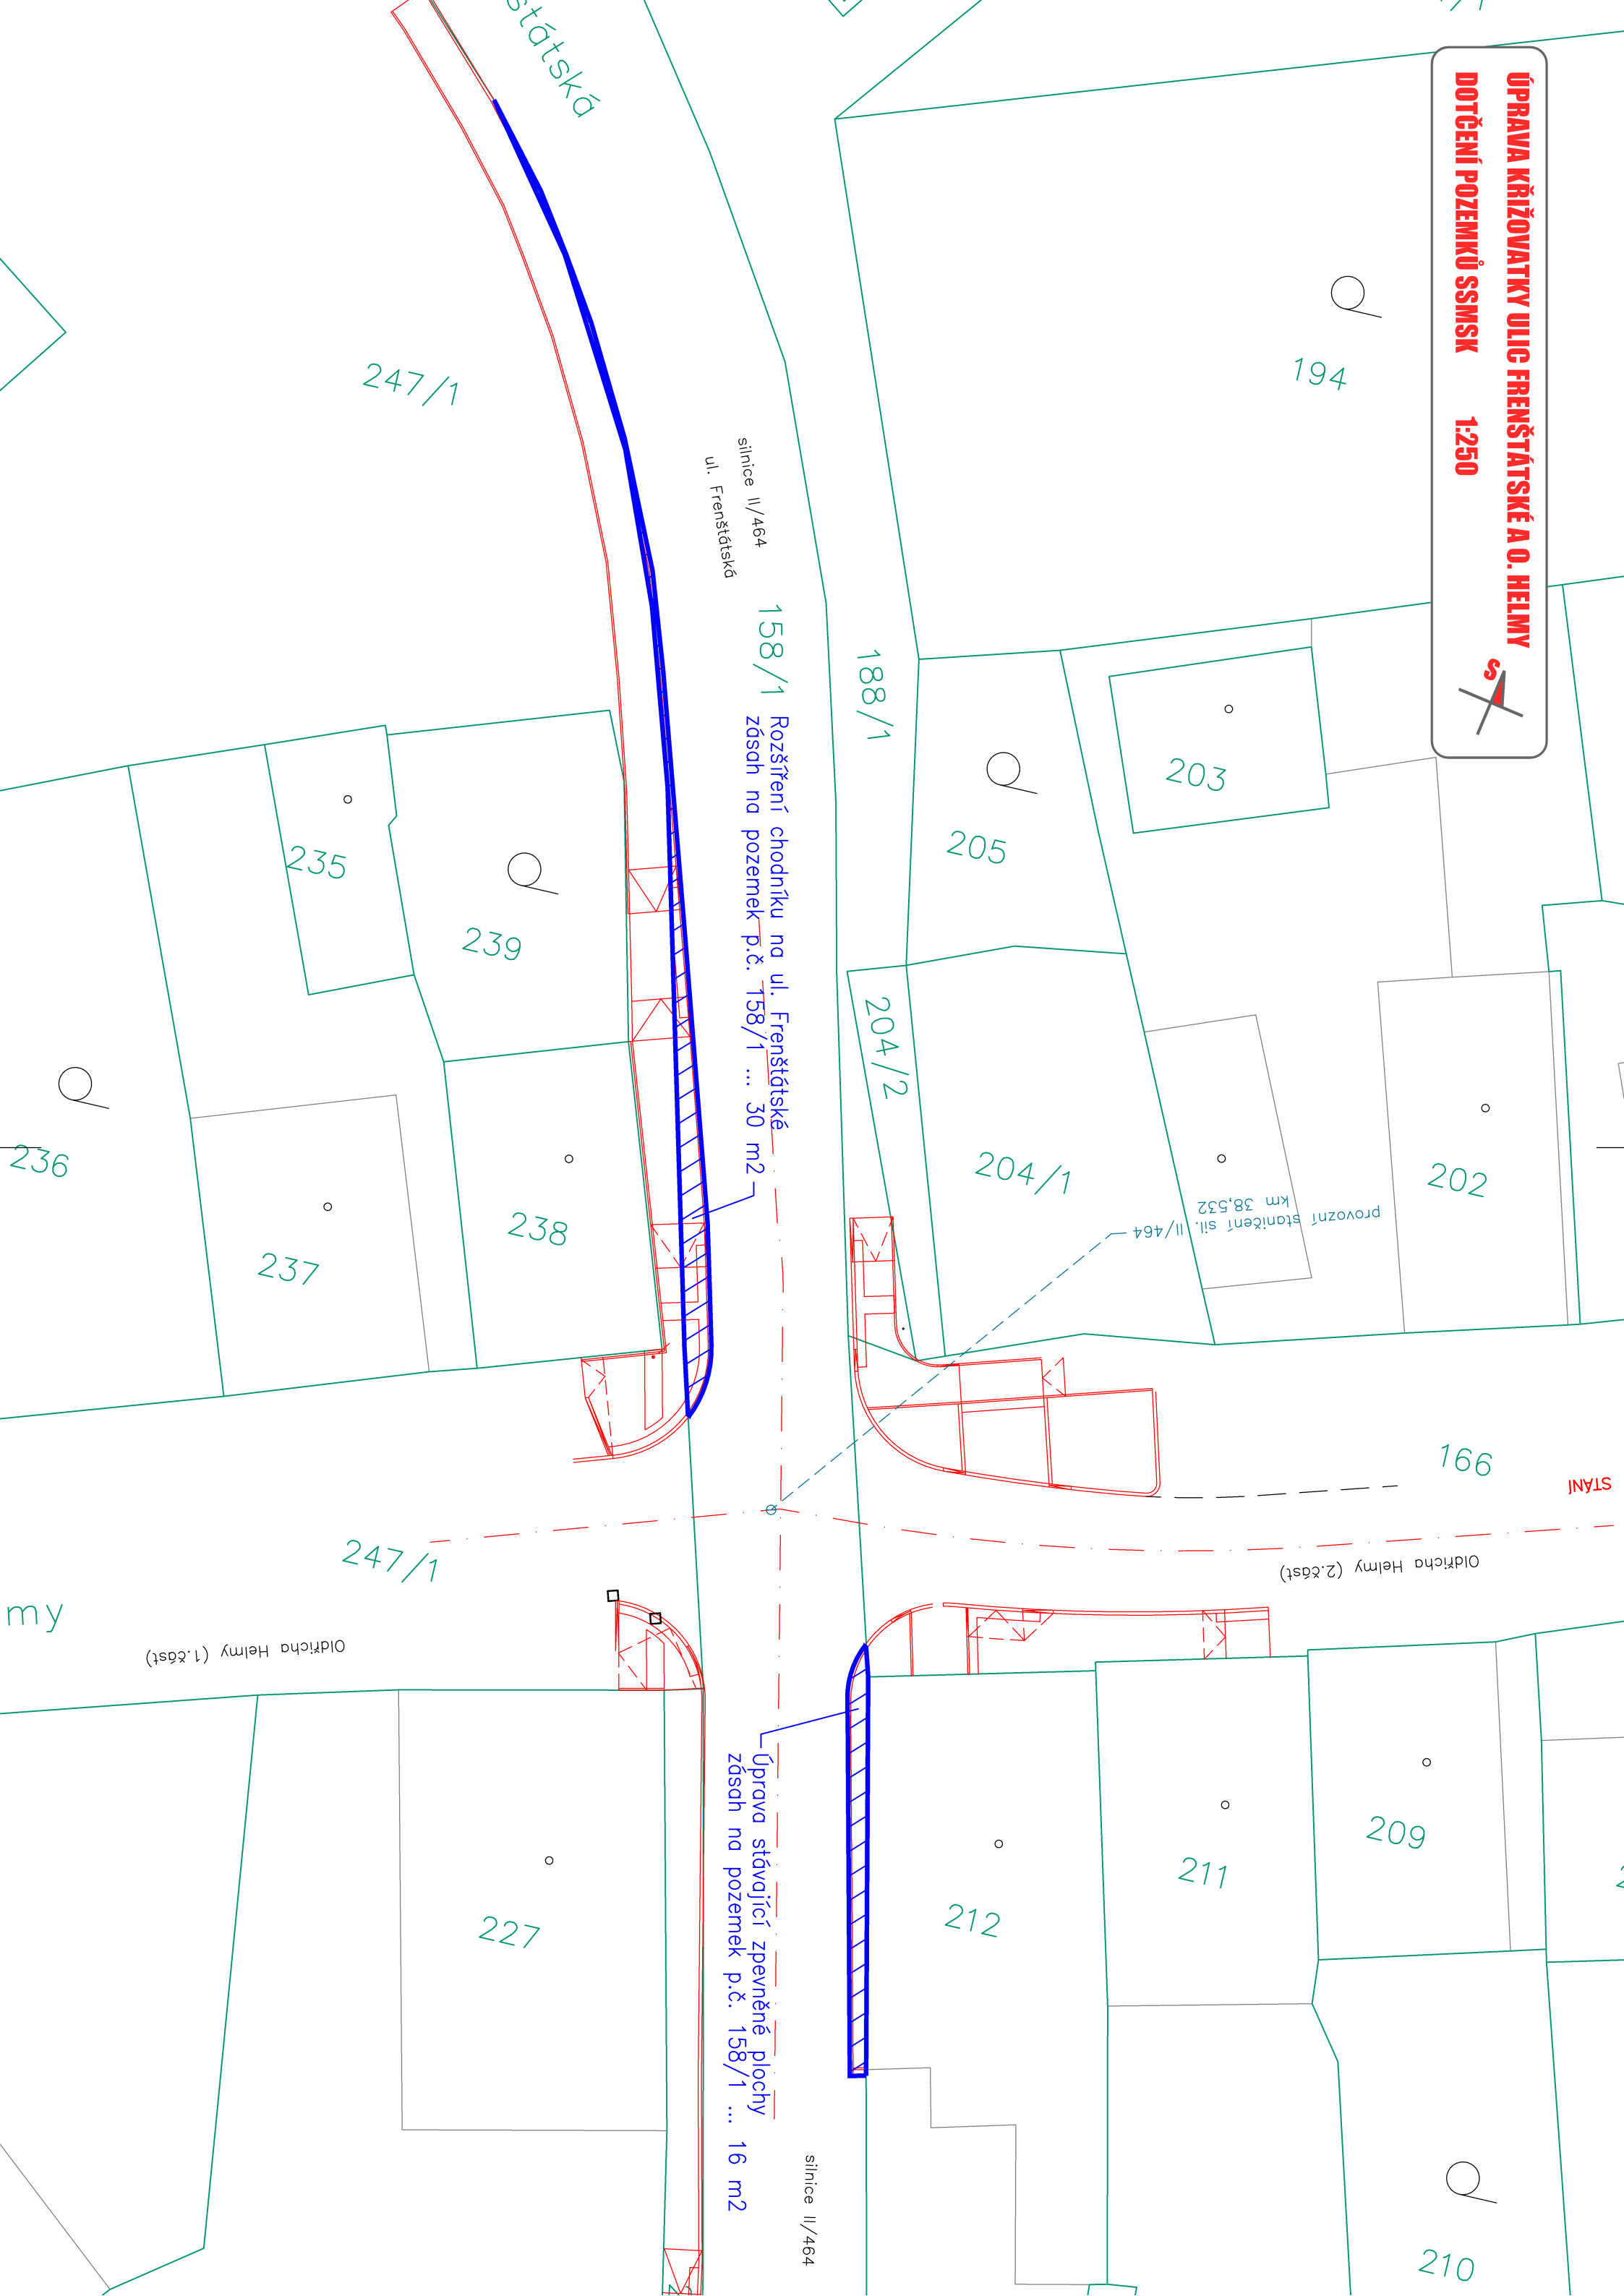 ÚPRAVA KŘIŽOVATKY ULIC FRENŠTÁTSKÉ A O. HELMY
DOTČENÍ POZEMKŮ SSMSK 1:250
S
státská
247/1
194
silnice II/464
ul. Frenštátská
158/1
188/1
203
205
235
239
Rozšíření chodníku na ul. Frenštátské
zásah na pozemek p.č. 158/1 ... 30 m2
204/2
204/1
202
236
237
238
provozní staničení sil. II/464
km 38,532
166
STÁNÍ
247/1
my
Oldřicha Helmy (1.část)
Oldřicha Helmy (2.část)
Úprava stávající zpevněné plochy
zásah na pozemek p.č. 158/1 ... 16 m2
227
212
211
209
silnice II/464
210